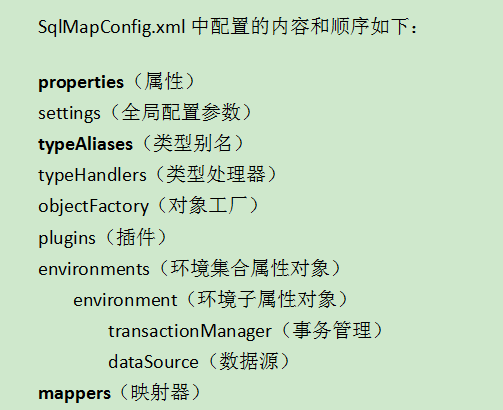 SqlMapConfig.xml 中配置的内容和顺序如下：
properties（属性）
settings（全局配置参数）
typeAliases（类型别名）
typeHandlers（类型处理器）
objectFactory（对象工厂）
plugins（插件）
environments（环境集合属性对象）
environment（环境子属性对象）
transactionManager（事务管理）
dataSource（数据源）
mappers（映射器）